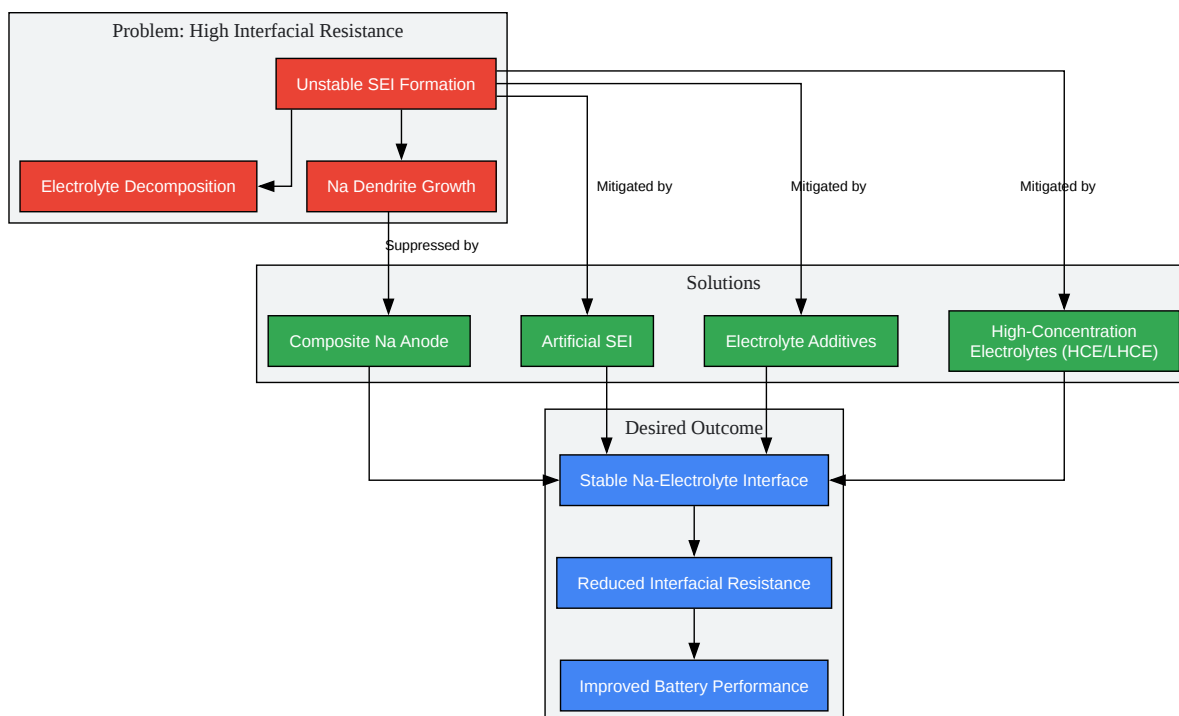 Problem: High Interfacial Resistance
Unstable SEI Formation
Electrolyte Decomposition
Na Dendrite Growth
Mitigated by
Mitigated by
Mitigated by
Suppressed by
Solutions
Composite Na Anode
Artificial SEI
Electrolyte Additives
High-Concentration
Electrolytes (HCE/LHCE)
Desired Outcome
Stable Na-Electrolyte Interface
Reduced Interfacial Resistance
Improved Battery Performance